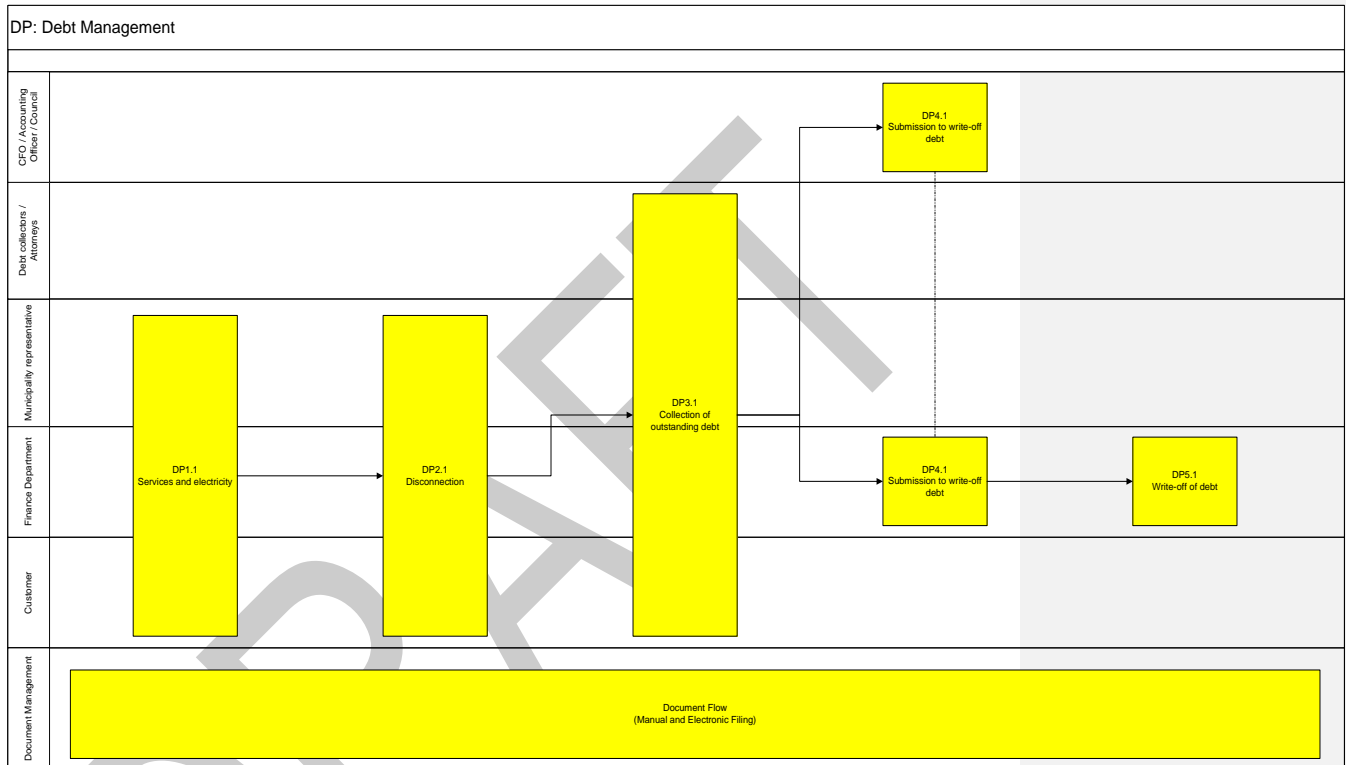 DP: Debt Management
CFO / Accounting
Officer / Council
DP4.1
Submission to write-off
debt
Debt collectors /
Attorneys
Municipality representative
DP3.1
Collection of
outstanding debt
Finance Department
DP1.1
Services and electricity
DP2.1
Disconnection
DP4.1
Submission to write-off
debt
DP5.1
Write-off of debt
Customer
Document Management
Document Flow
(Manual and Electronic Filing)
DRAFT